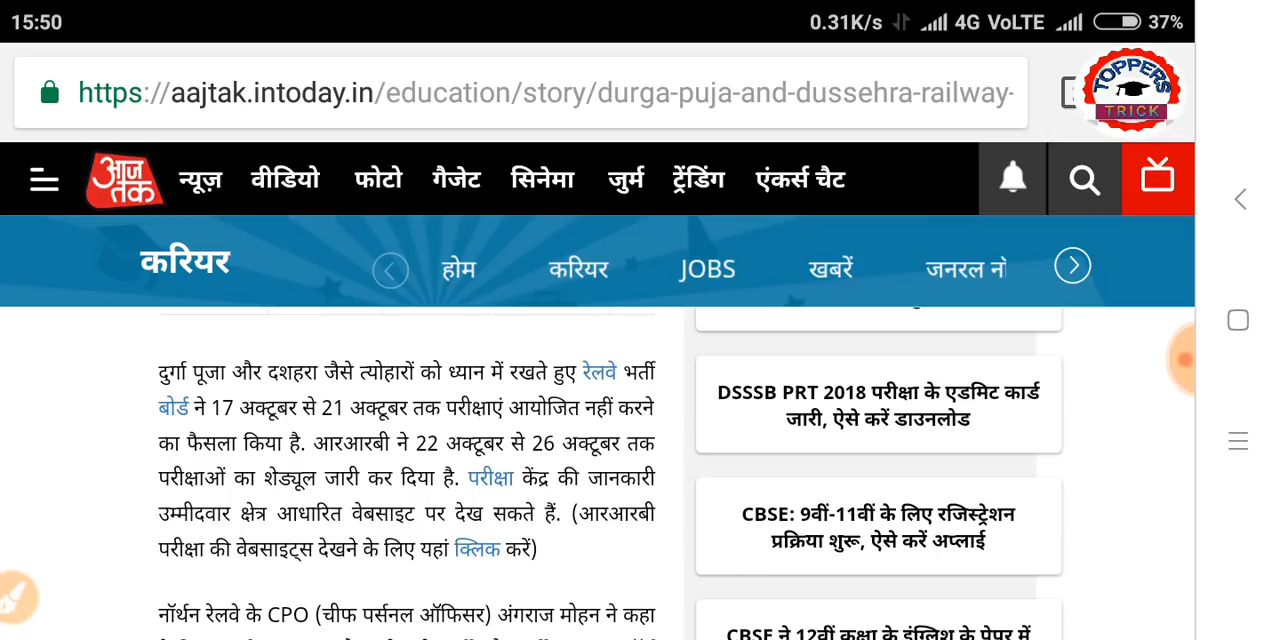 15:50
0.31K/s 4G VoLTE 37%
https://aajtak.intoday.in/education/story/durga-puja-and-dussehra-railway-
TOPPERS
TRICK
आज तक न्यूज़ वीडियो फोटो गैजेट सिनेमा जुर्म ट्रेंडिंग एंकर्स चैट
करियर होम करियर JOBS खबरें जनरल नॉ
दुर्गा पूजा और दशहरा जैसे त्योहारों को ध्यान में रखते हुए रेलवे भर्ती
बोर्ड ने 17 अक्टूबर से 21 अक्टूबर तक परीक्षाएं आयोजित नहीं करने
का फैसला किया है. आरआरबी ने 22 अक्टूबर से 26 अक्टूबर तक
परीक्षाओं का शेड्यूल जारी कर दिया है. परीक्षा केंद्र की जानकारी
उम्मीदवार क्षेत्र आधारित वेबसाइट पर देख सकते हैं. (आरआरबी
परीक्षा की वेबसाइट्स देखने के लिए यहां क्लिक करें)
नॉर्थन रेलवे के CPO (चीफ पर्सनल ऑफिसर) अंगराज मोहन ने कहा
DSSSB PRT 2018 परीक्षा के एडमिट कार्ड
जारी, ऐसे करें डाउनलोड
CBSE: 9वीं-11वीं के लिए रजिस्ट्रेशन
प्रक्रिया शुरू, ऐसे करें अप्लाई
CBSE ने 12वीं कक्षा के इंग्लिश के पेपर में